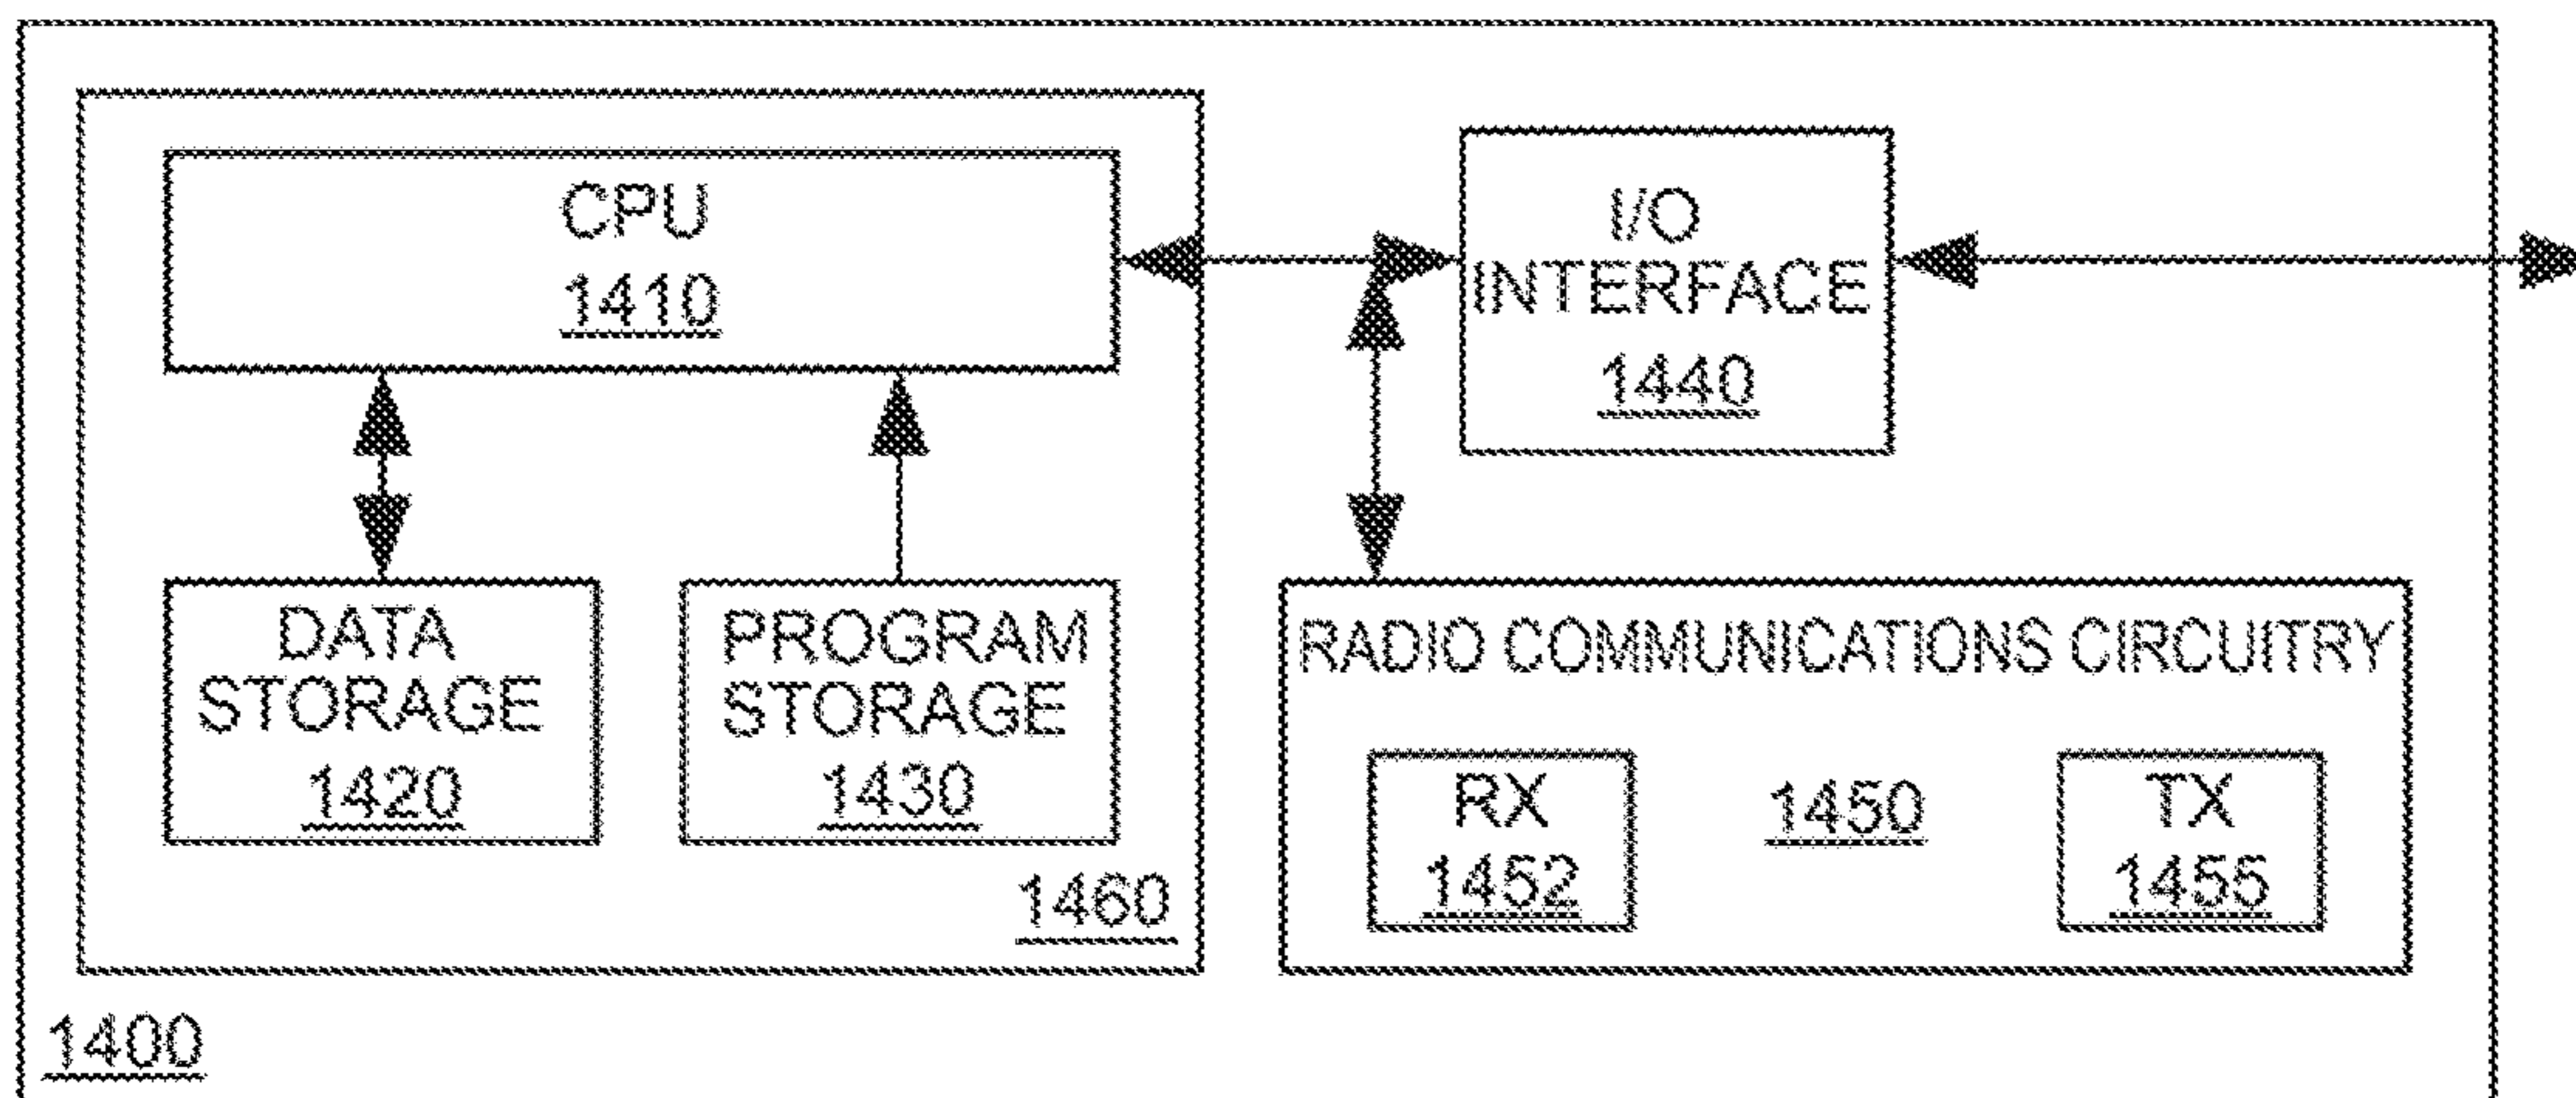 CPU
1410
I/O
INTERFACE
1440
DATA
STORAGE
1420
PROGRAM
STORAGE
1430
RADIO COMMUNICATIONS CIRCUITRY
RX
1452
1450
TX
1455
1460
1400